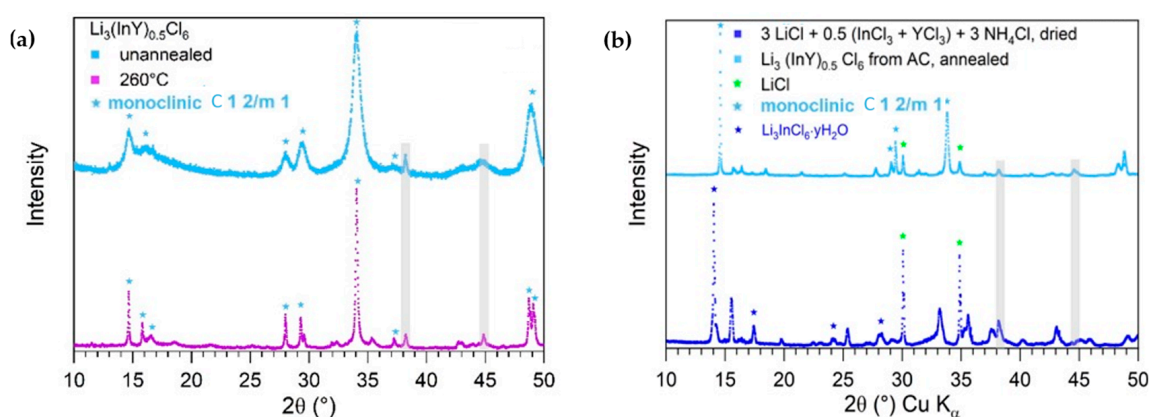 (a)
Li₃(InY)₀.₅Cl₆
unannealed
260°C
monoclinic C 1 2/m 1
Intensity
10 15 20 25 30 35 40 45 50
2θ (°)
(b)
3 LiCl + 0.5 (InCl₃ + YCl₃) + 3 NH₄Cl, dried
Li₃ (InY)₀.₅ Cl₆ from AC, annealed
LiCl
monoclinic C 1 2/m 1
Li₃InCl₆·yH₂O
Intensity
10 15 20 25 30 35 40 45 50
2θ (°) Cu Kα